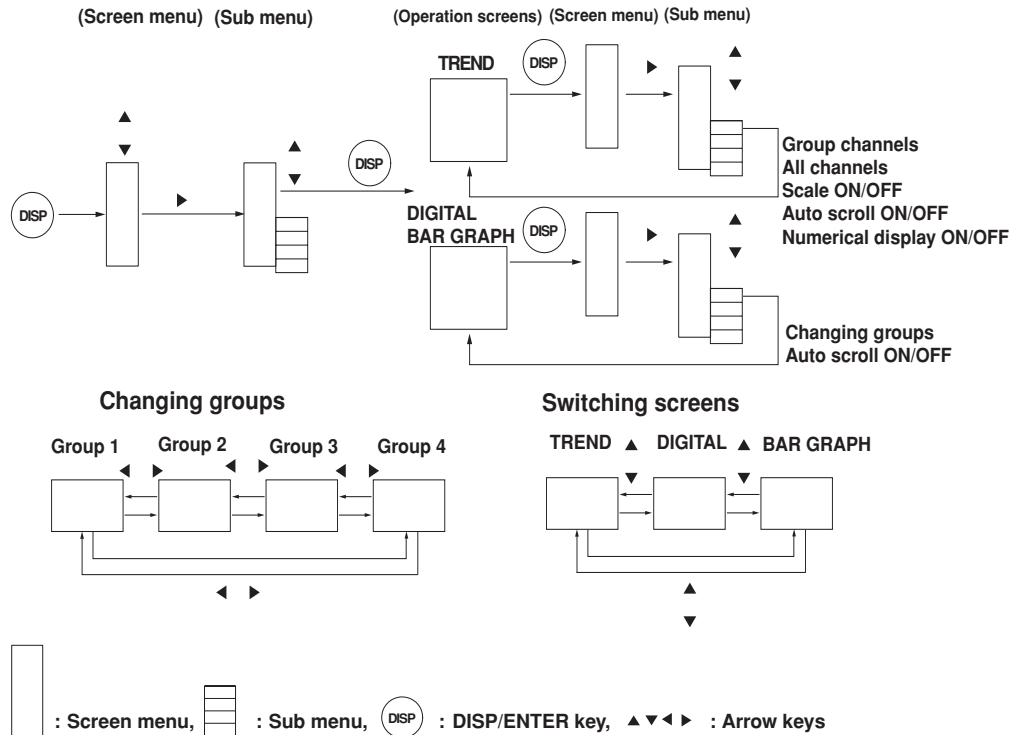 (Screen menu) (Sub menu)
(Operation screens) (Screen menu) (Sub menu)
TREND
DISP
DISP
DISP
Group channels
All channels
Scale ON/OFF
Auto scroll ON/OFF
Numerical display ON/OFF
DIGITAL
BAR GRAPH
DISP
Changing groups
Auto scroll ON/OFF
Changing groups
Group 1 Group 2 Group 3 Group 4
Switching screens
TREND DIGITAL BAR GRAPH
: Screen menu, : Sub menu, DISP : DISP/ENTER key, ▲▼◀ ▶ : Arrow keys